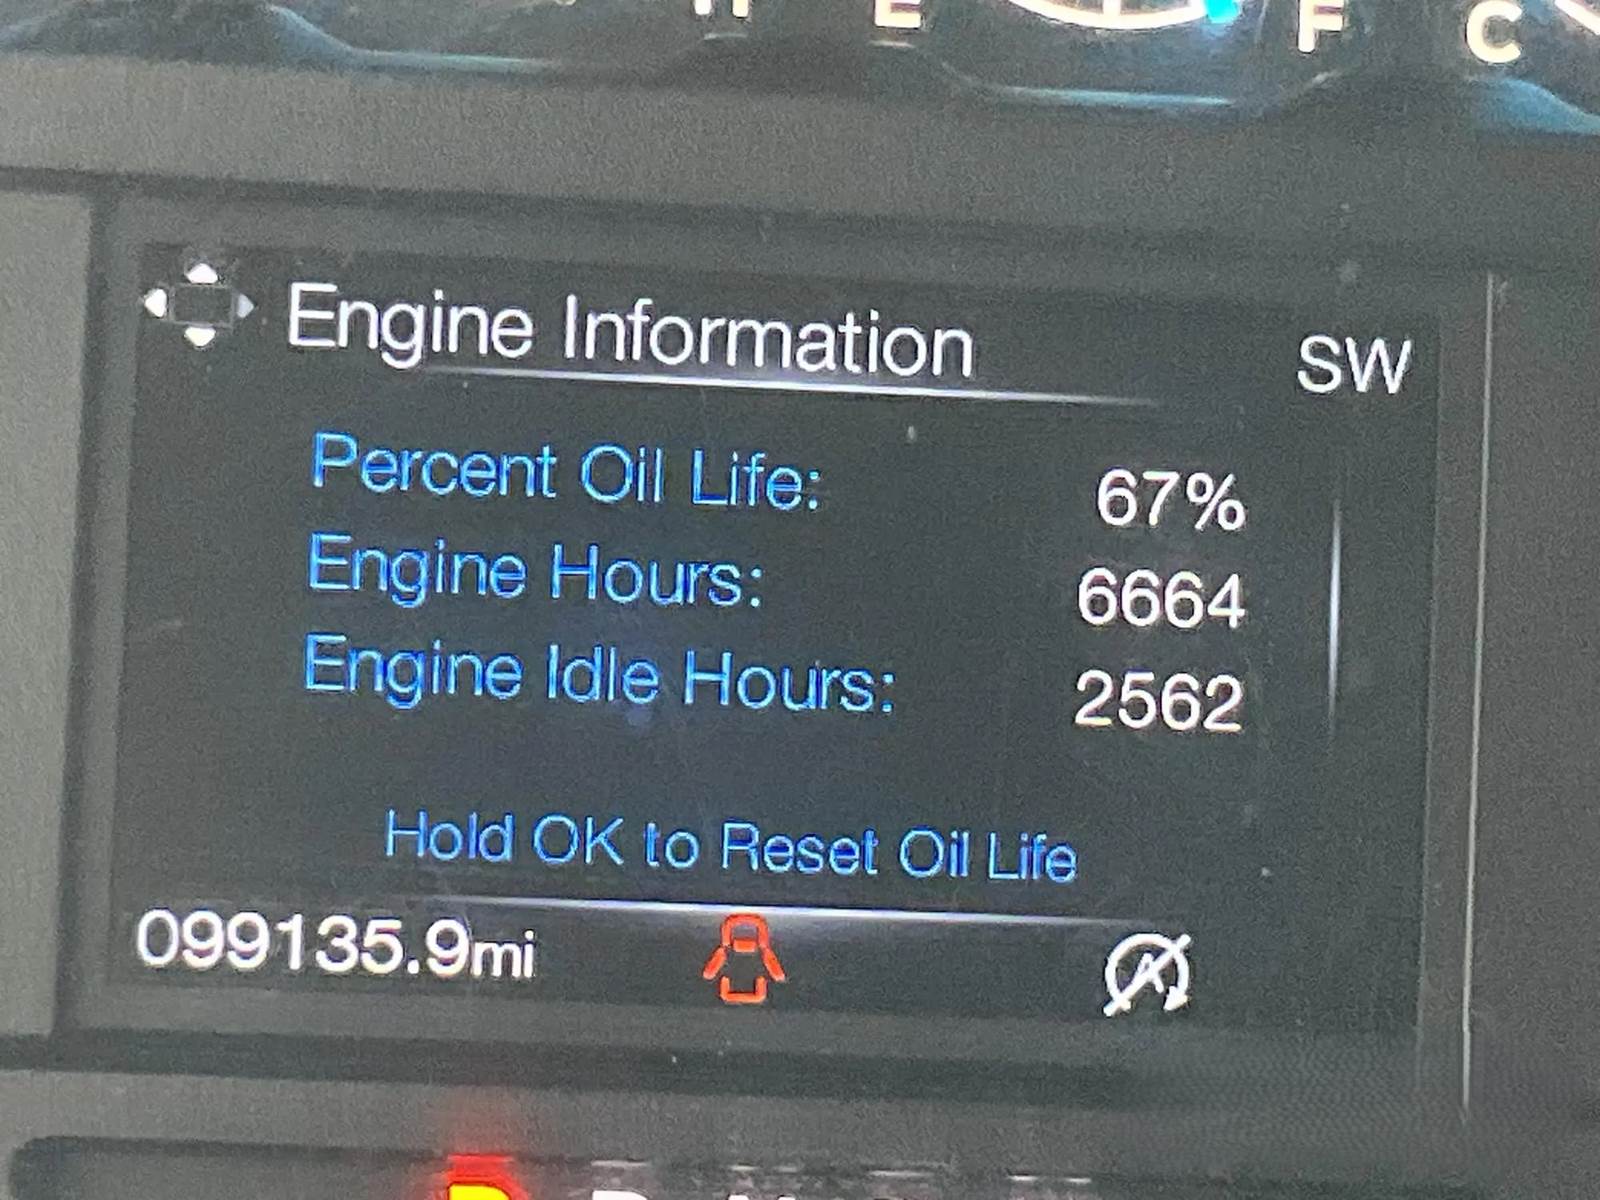 E F C
Engine Information SW
Percent Oil Life: 67%
Engine Hours: 6664
Engine Idle Hours: 2562
Hold OK to Reset Oil Life
099135.9mi